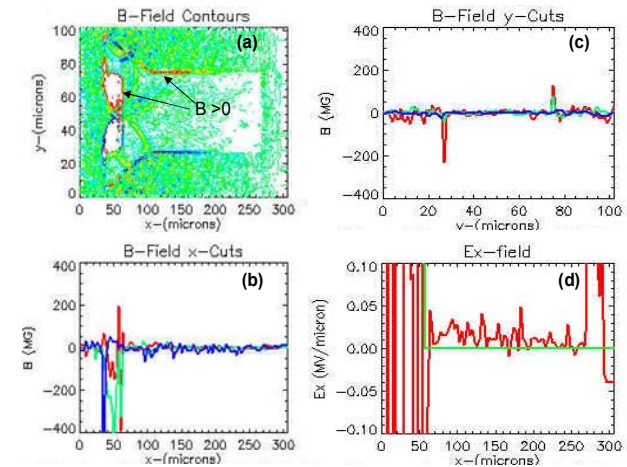 B-Field Contours
(a)
B >0
y-(microns)
100
80
60
40
20
0
0 50 100 150 200 250 300
x-(microns)
B-Field y-Cuts
(c)
B (MG)
400
200
0
-200
-400
0 20 40 60 80 100
y-(microns)
B-Field x-Cuts
(b)
B (MG)
400
200
0
-200
-400
0 50 100 150 200 250 300
x-(microns)
Ex-field
(d)
Ex (MV/micron)
0.10
0.05
0.00
-0.05
-0.10
0 50 100 150 200 250 300
x-(microns)